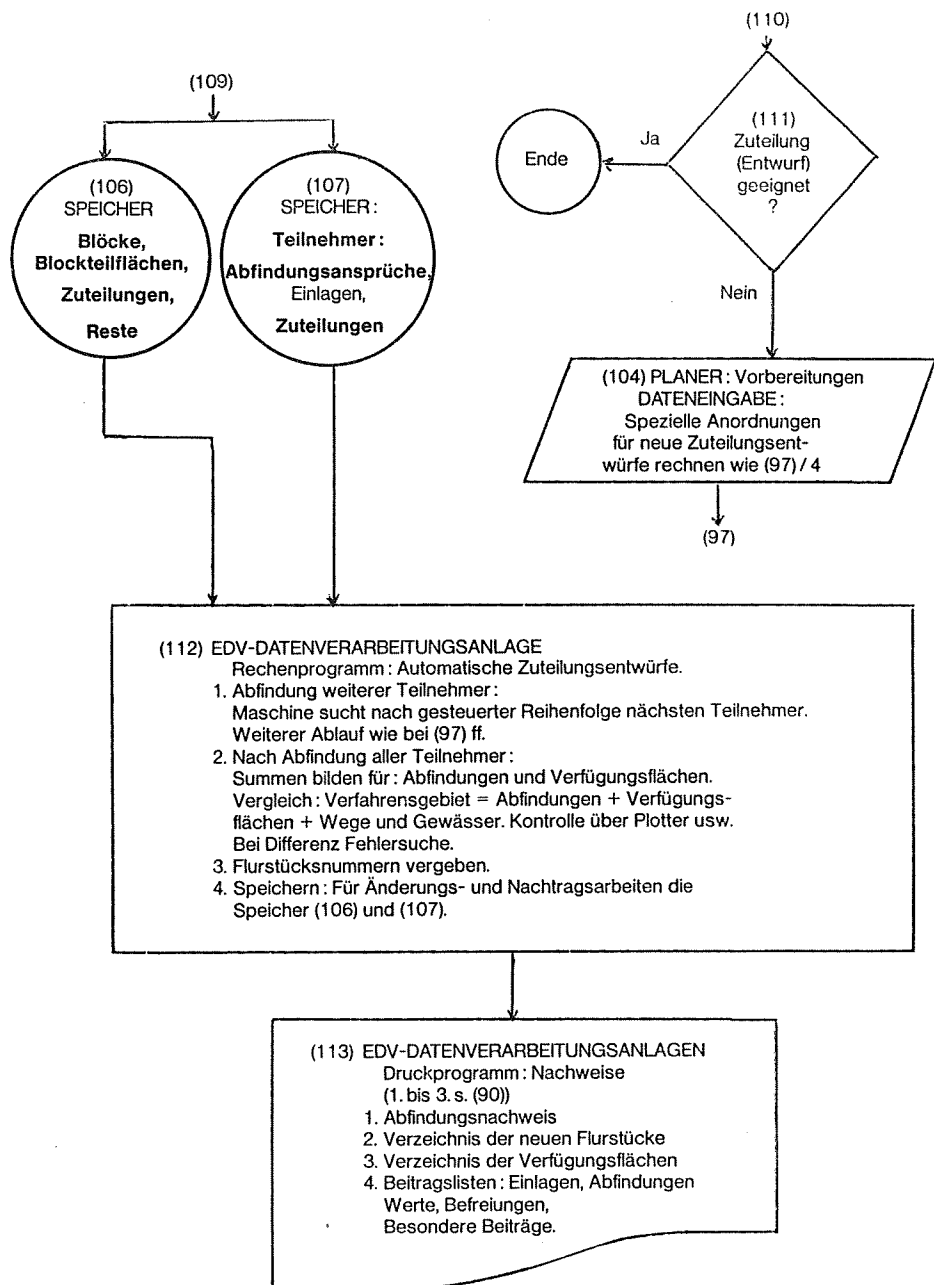 (109)
(106)
SPEICHER
Blöcke,
Blockteilflächen,
Zuteilungen,
Reste
(107)
SPEICHER :
Teilnehmer :
Abfindungsansprüche,
Einlagen,
Zuteilungen
(110)
(111)
Zuteilung
(Entwurf)
geeignet
?
Ja
Ende
Nein
(104) PLANER : Vorbereitungen
DATENEINGABE :
Spezielle Anordnungen
für neue Zuteilungsent-
würfe rechnen wie (97) / 4
(97)
(112) EDV-DATENVERARBEITUNGSANLAGE
Rechenprogramm : Automatische Zuteilungsentwürfe.
1. Abfindung weiterer Teilnehmer :
Maschine sucht nach gesteuerter Reihenfolge nächsten Teilnehmer.
Weiterer Ablauf wie bei (97) ff.
2. Nach Abfindung aller Teilnehmer :
Summen bilden für : Abfindungen und Verfügungsflächen.
Vergleich : Verfahrensgebiet = Abfindungen + Verfügungs-
flächen + Wege und Gewässer. Kontrolle über Plotter usw.
Bei Differenz Fehlersuche.
3. Flurstücksnummern vergeben.
4. Speichern : Für Änderungs- und Nachtragsarbeiten die
Speicher (106) und (107).
(113) EDV-DATENVERARBEITUNGSANLAGEN
Druckprogramm : Nachweise
(1. bis 3. s. (90))
1. Abfindungsnachweis
2. Verzeichnis der neuen Flurstücke
3. Verzeichnis der Verfügungsflächen
4. Beitragslisten : Einlagen, Abfindungen
Werte, Befreiungen,
Besondere Beiträge.